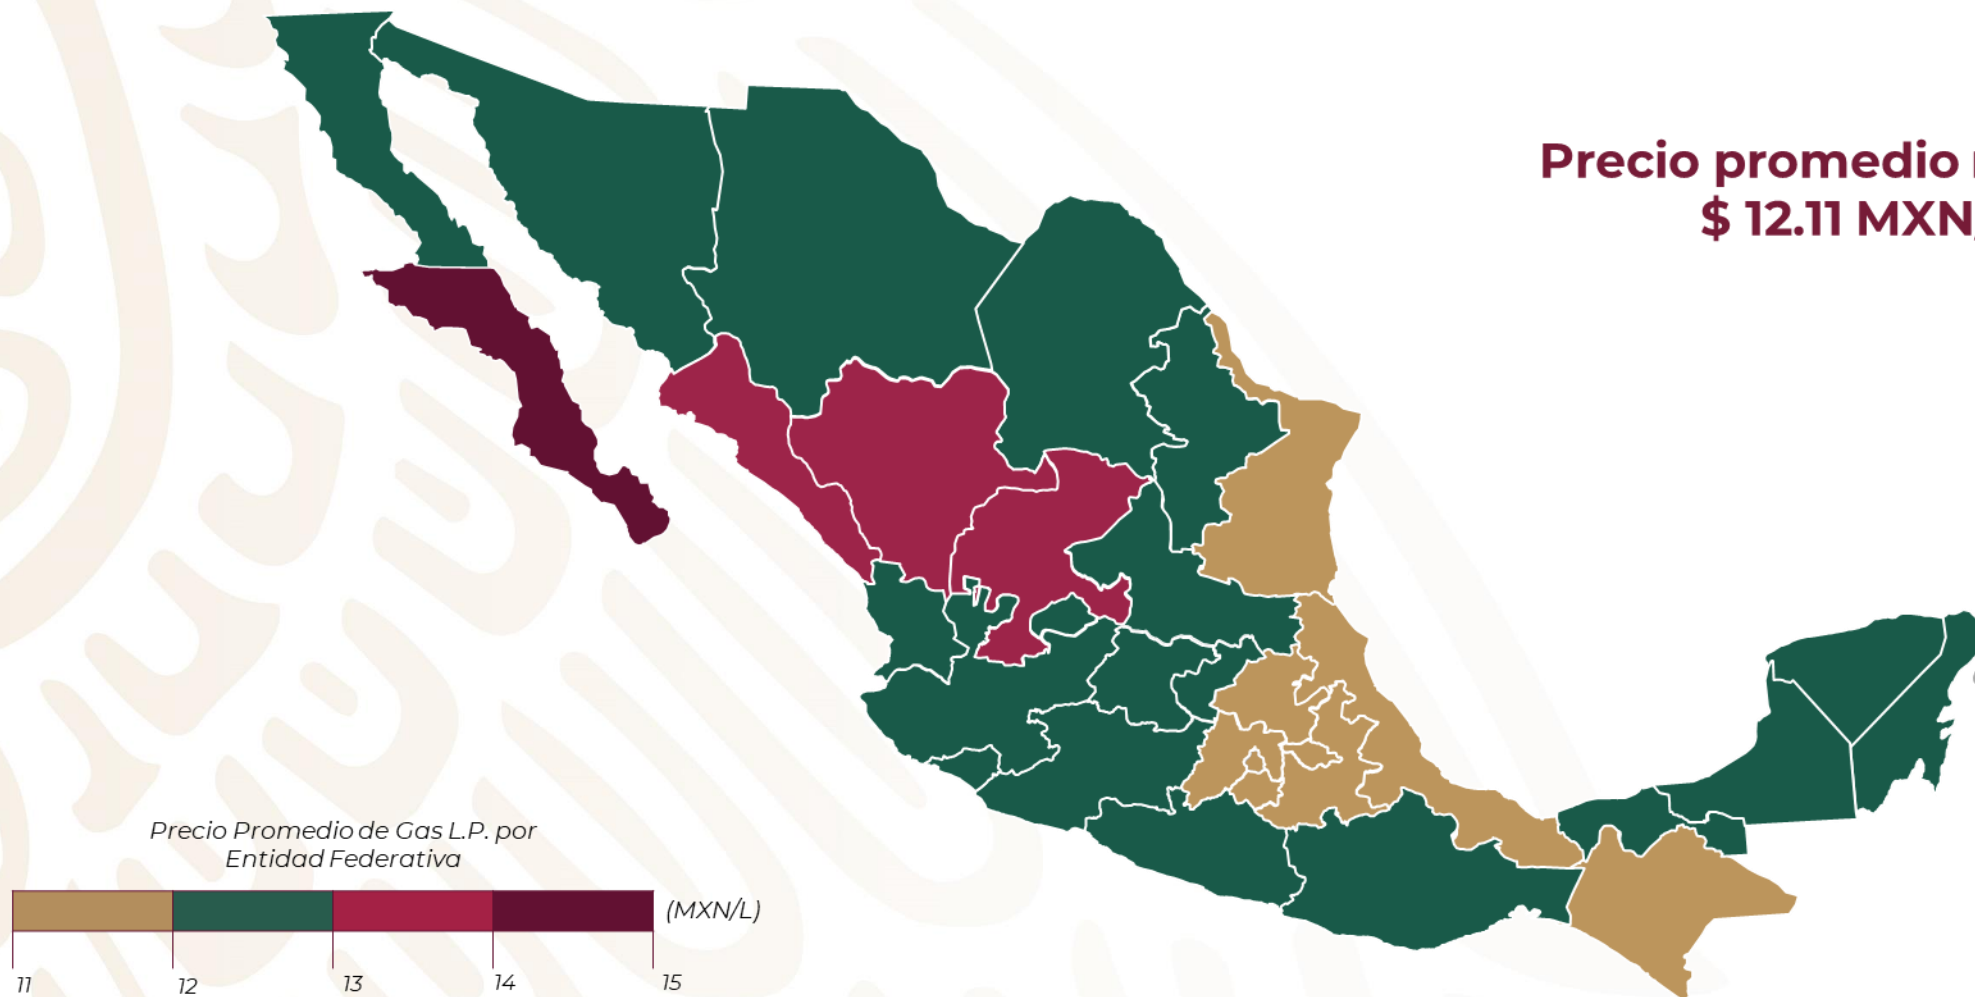 Precio promedio
$ 12.11 MXN/
Precio Promedio de Gas L.P. por
Entidad Federativa
(MXN/L)
11 12 13 14 15